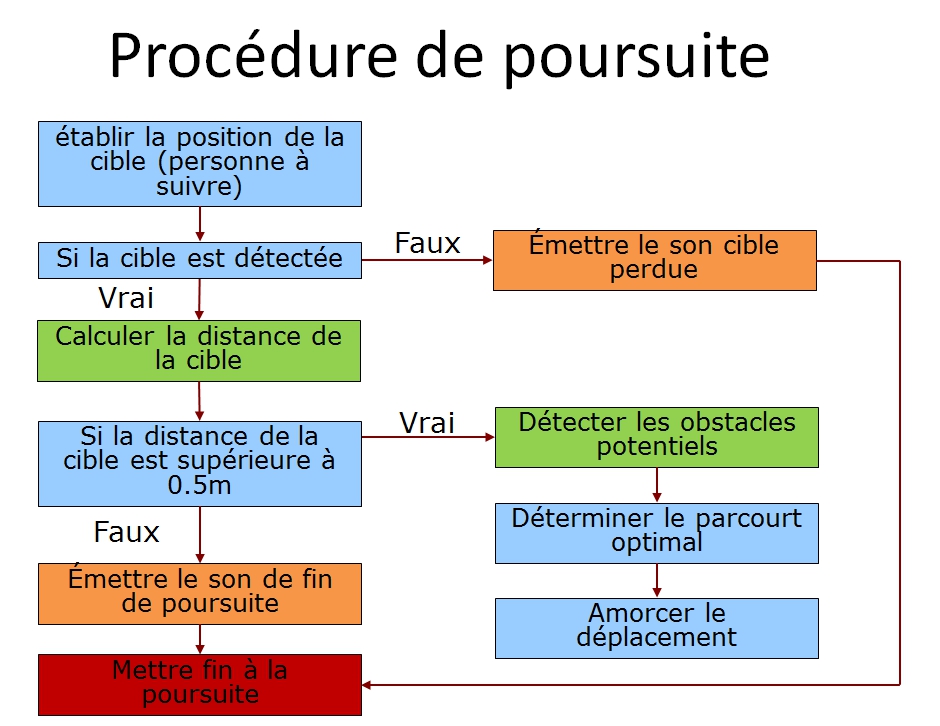 Procédure de poursuite
établir la position de la
cible (personne à
suivre)
Si la cible est détectée
Faux
Émettre le son cible
perdue
Vrai
Calculer la distance de
la cible
Si la distance de la
cible est supérieure à
0.5m
Vrai
Détecter les obstacles
potentiels
Déterminer le parcourt
optimal
Amorcer le
déplacement
Faux
Émettre le son de fin
de poursuite
Mettre fin à la
poursuite